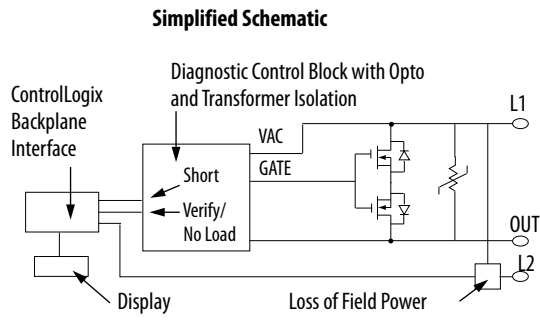 Simplified Schematic
Diagnostic Control Block with Opto
and Transformer Isolation
ControlLogix
Backplane
Interface
L1
VAC
GATE
Short
Verify/
No Load
OUT
L2
Display
Loss of Field Power